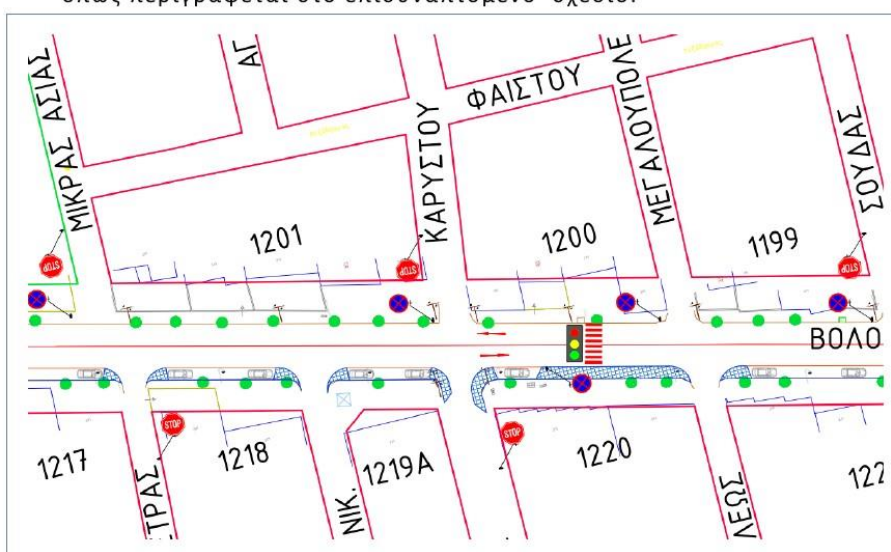 όπως περιγράφεται στο επισυναπτόμενο σχέδιο.
ΜΙΚΡΑΣ ΑΣΙΑΣ
ΑΓ
ΚΑΡΥΣΤΟΥ
ΦΑΙΣΤΟΥ
ΜΕΓΑΛΟΥΠΟΛΕ
ΣΟΥΔΑΣ
1201
1200
1199
STOP
STOP
STOP
ΒΟΛΟ
1217
ΣΤΡΑΣ
STOP
1218
ΝΙΚ.
1219Α
STOP
1220
ΛΕΩΣ
122